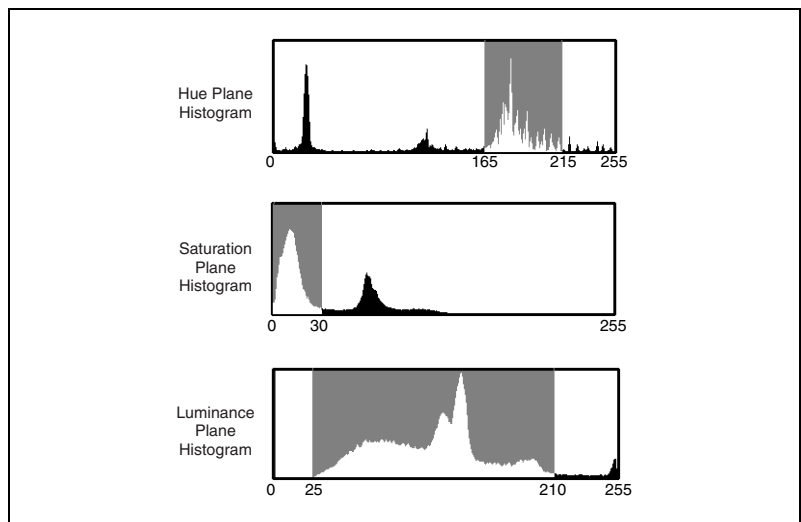 Hue Plane
Histogram
0 165 215 255
Saturation
Plane
Histogram
0 30 255
Luminance
Plane
Histogram
0 25 210 255